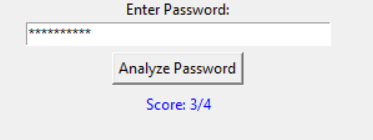 Enter Password:
**********
Analyze Password
Score: 3/4